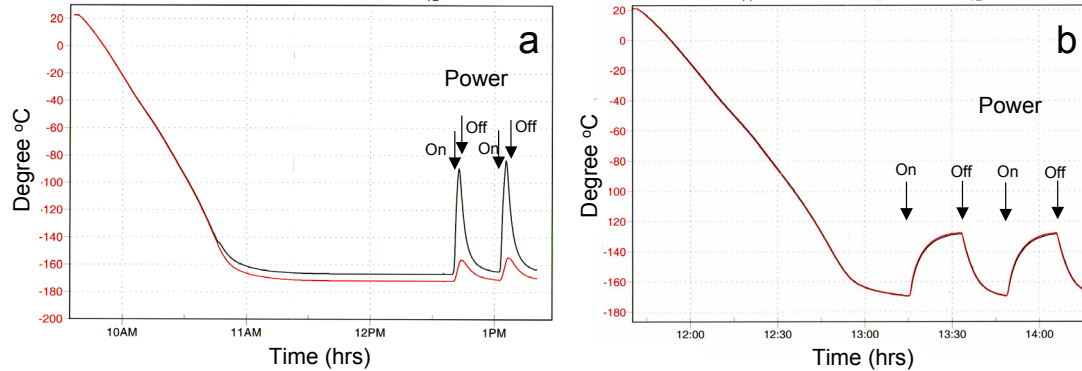 a
Power
Off
Off
On
On
Degree °C
20
0
-20
-40
-60
-80
-100
-120
-140
-160
-180
-200
10AM
11AM
12PM
1PM
Time (hrs)
b
Power
On
Off
On
Off
Degree °C
20
0
-20
-40
-60
-80
100
-120
-140
-160
-180
12:00
12:30
13:00
13:30
14:00
Time (hrs)